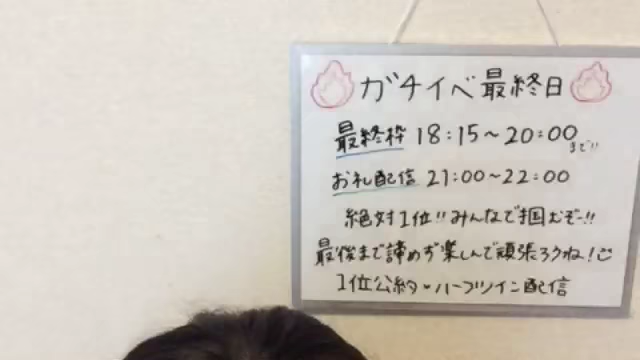 ガチイベ最終日
最終枠 18:15～20:00まで!!
お礼配信 21:00～22:00
絶対1位!!みんなで掴むぞー!!
最後まで諦めず楽しんで頑張ろうね!
1位公約・ハーフツイン配信